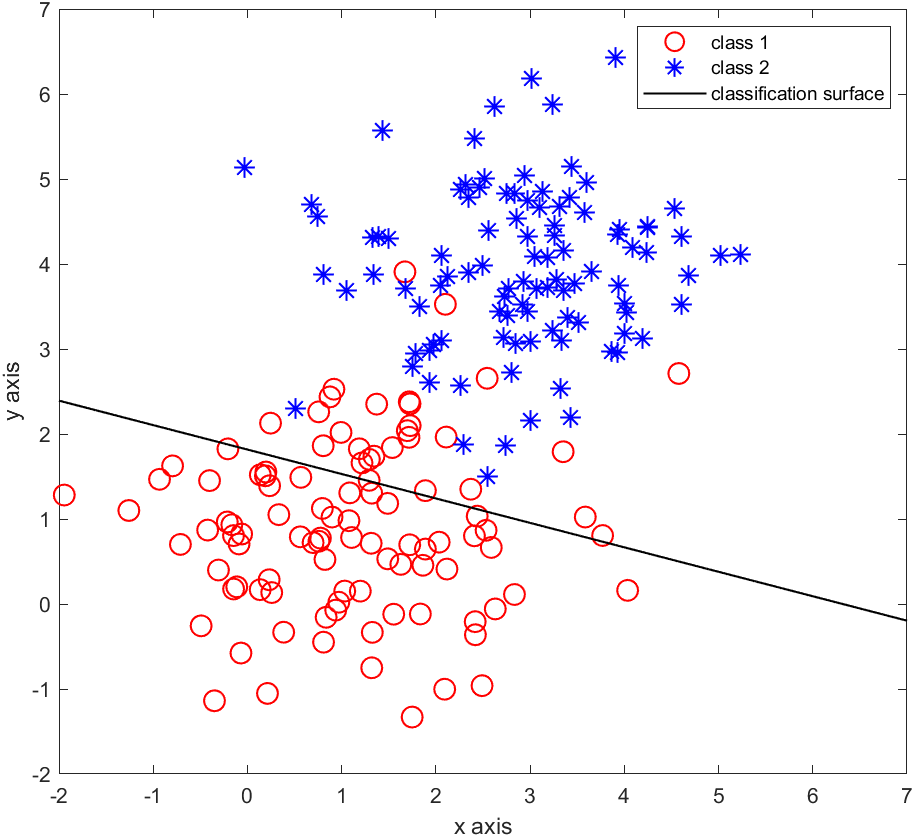 class 1
class 2
classification surface
7
6
5
4
3
2
1
0
-1
-2
y axis
-2 -1 0 1 2 3 4 5 6 7
x axis